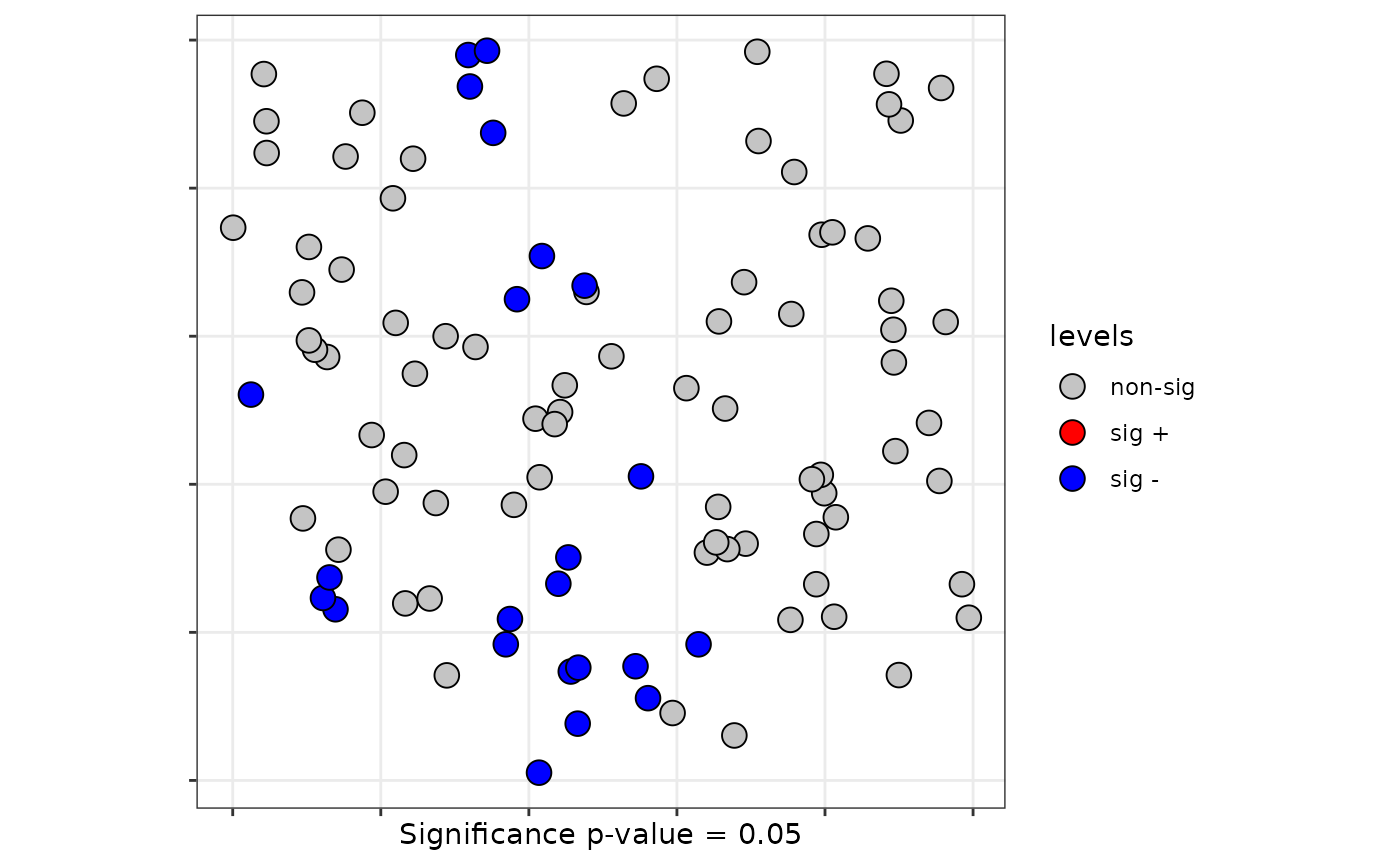 levels
non-sig
sig +
sig -
Significance p-value = 0.05